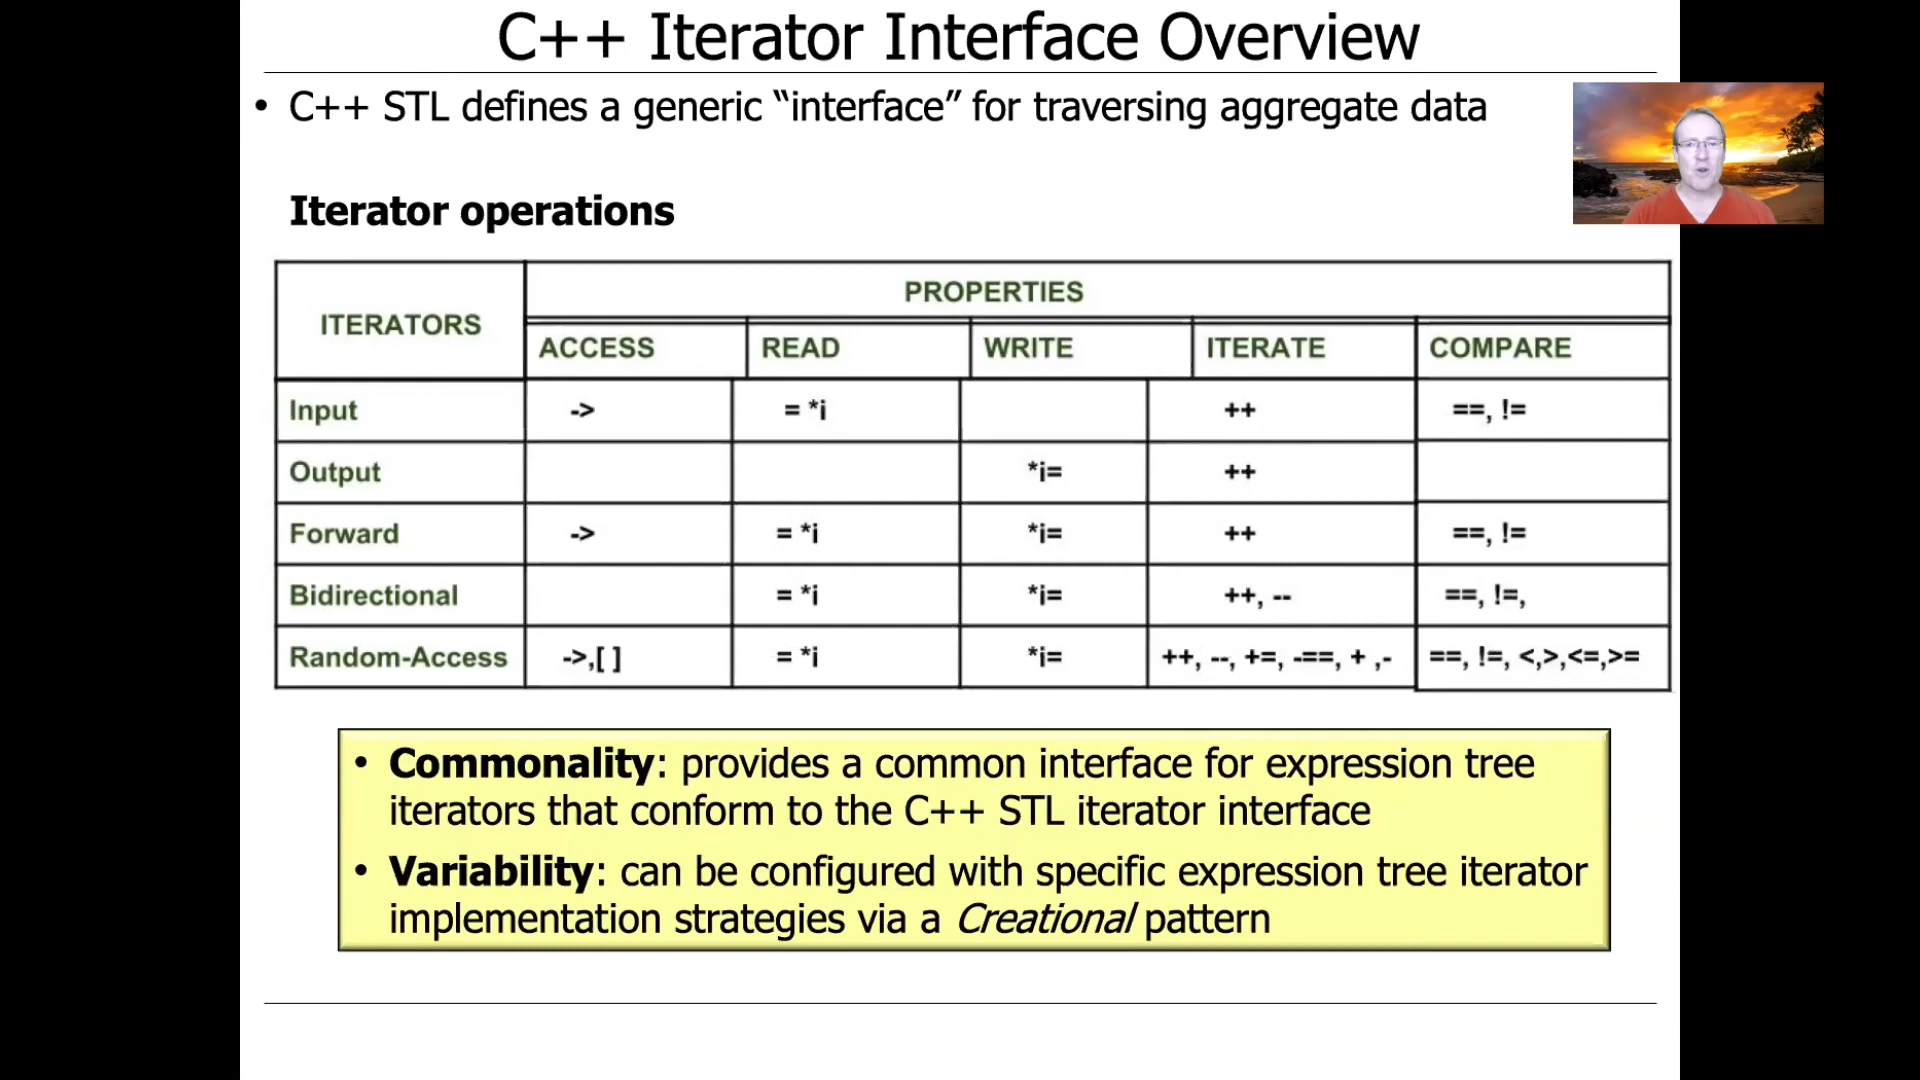 C++ Iterator Interface Overview
• C++ STL defines a generic “interface” for traversing aggregate data
Iterator operations
ITERATORS PROPERTIES
ACCESS READ WRITE ITERATE COMPARE
Input -> = *i ++ ==, !=
Output *i= ++
Forward -> = *i *i= ++ ==, !=
Bidirectional = *i *i= ++, -- ==, !=,
Random-Access ->,[ ] = *i *i= ++, --, +=, -==, + ,- ==, !=, <,>,<=,>=
• Commonality: provides a common interface for expression tree
iterators that conform to the C++ STL iterator interface
• Variability: can be configured with specific expression tree iterator
implementation strategies via a Creational pattern